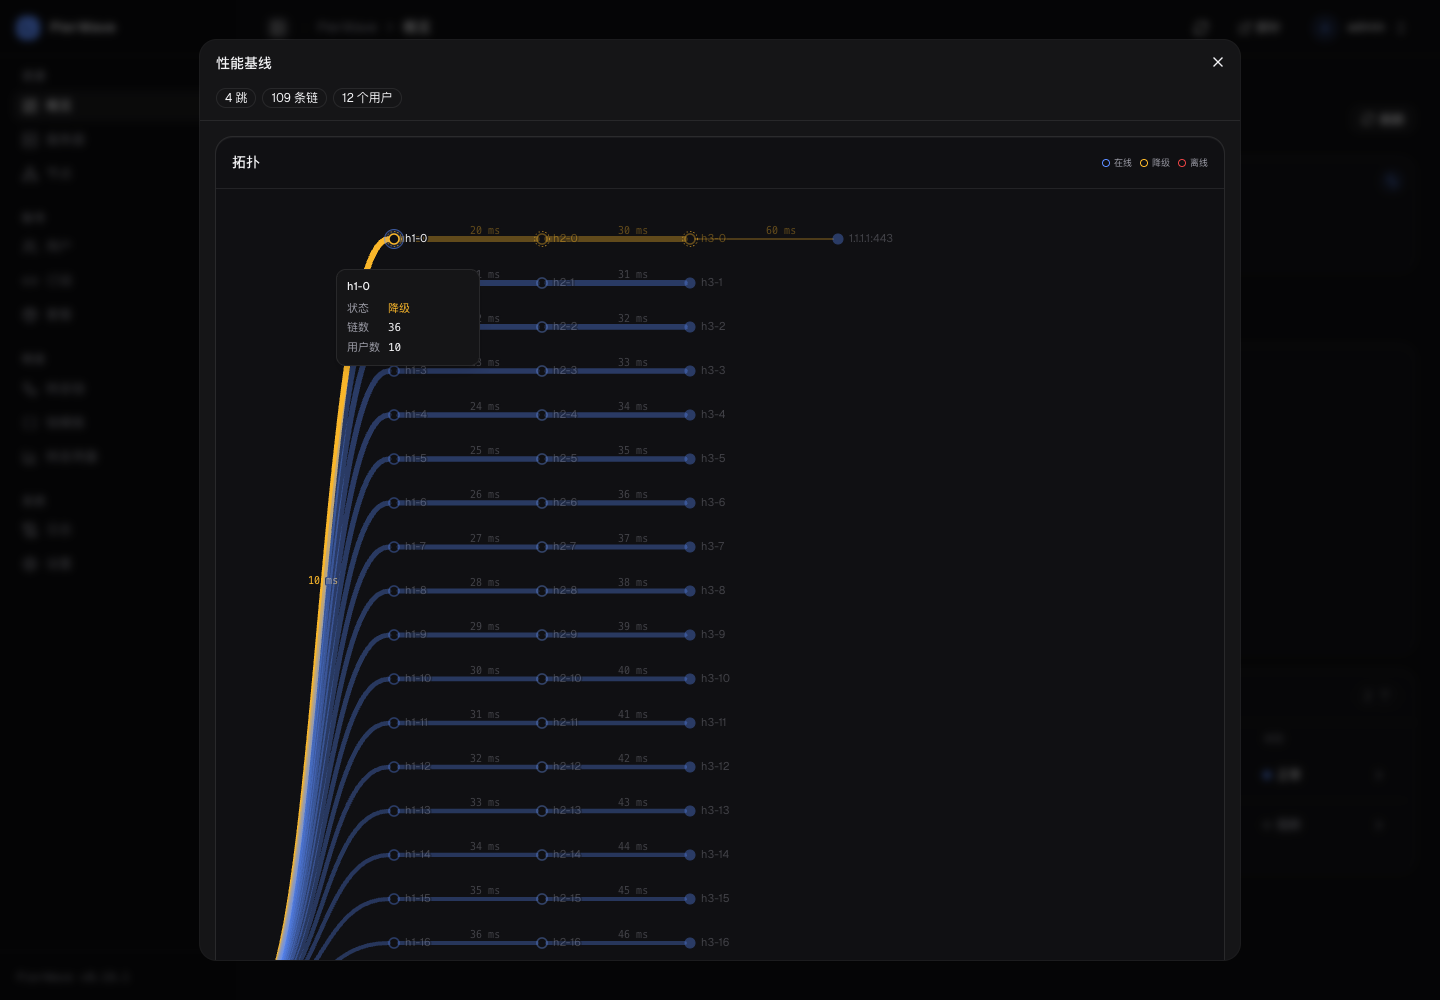 性能基线
4 跳
109 条链
12 个用户
拓扑
在线
降级
离线
h1-0
20 ms
h2-0
30 ms
h3-0
60 ms
1.1.1.1:443
h2-1
31 ms
h3-1
h2-2
32 ms
h3-2
h1-0
状态 降级
链数 36
用户数 10
h1-3
h2-3
33 ms
h3-3
h1-4
24 ms
h2-4
34 ms
h3-4
h1-5
25 ms
h2-5
35 ms
h3-5
h1-6
26 ms
h2-6
36 ms
h3-6
h1-7
27 ms
h2-7
37 ms
h3-7
10 ms
h1-8
28 ms
h2-8
38 ms
h3-8
h1-9
29 ms
h2-9
39 ms
h3-9
h1-10
30 ms
h2-10
40 ms
h3-10
h1-11
31 ms
h2-11
41 ms
h3-11
h1-12
32 ms
h2-12
42 ms
h3-12
h1-13
33 ms
h2-13
43 ms
h3-13
h1-14
34 ms
h2-14
44 ms
h3-14
h1-15
35 ms
h2-15
45 ms
h3-15
h1-16
36 ms
h2-16
46 ms
h3-16